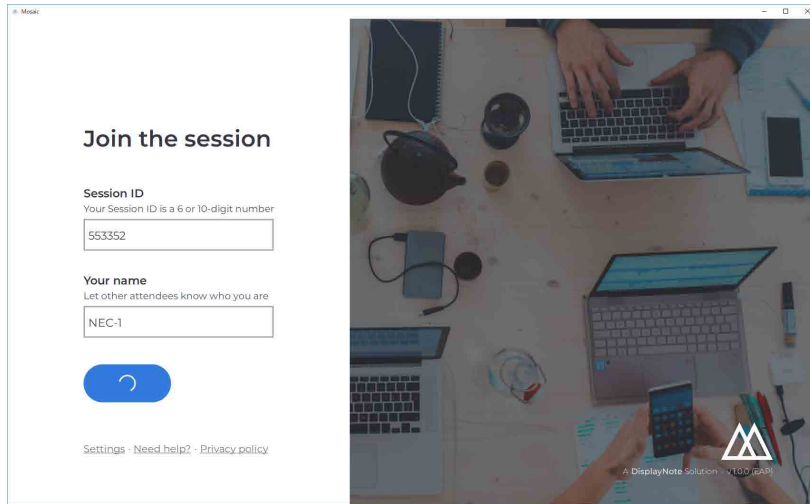 Mosaic
Join the session
Session ID
Your Session ID is a 6 or 10-digit number
553352
Your name
Let other attendees know who you are
NEC-1
Settings - Need help? - Privacy policy
A DisplayNote Solution - v1.0.0 (EAP)